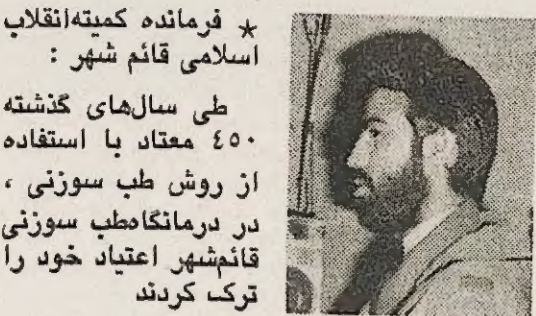 * فرمانده کمیته‌انقلاب
اسلامی قائم شهر :
طی سال‌های گذشته
٤٥٠ معتاد با استفاده
از روش طب سوزنی ،
در درمانگاه‌طب سوزنی
قائم‌شهر اعتیاد خود را
ترک کردند